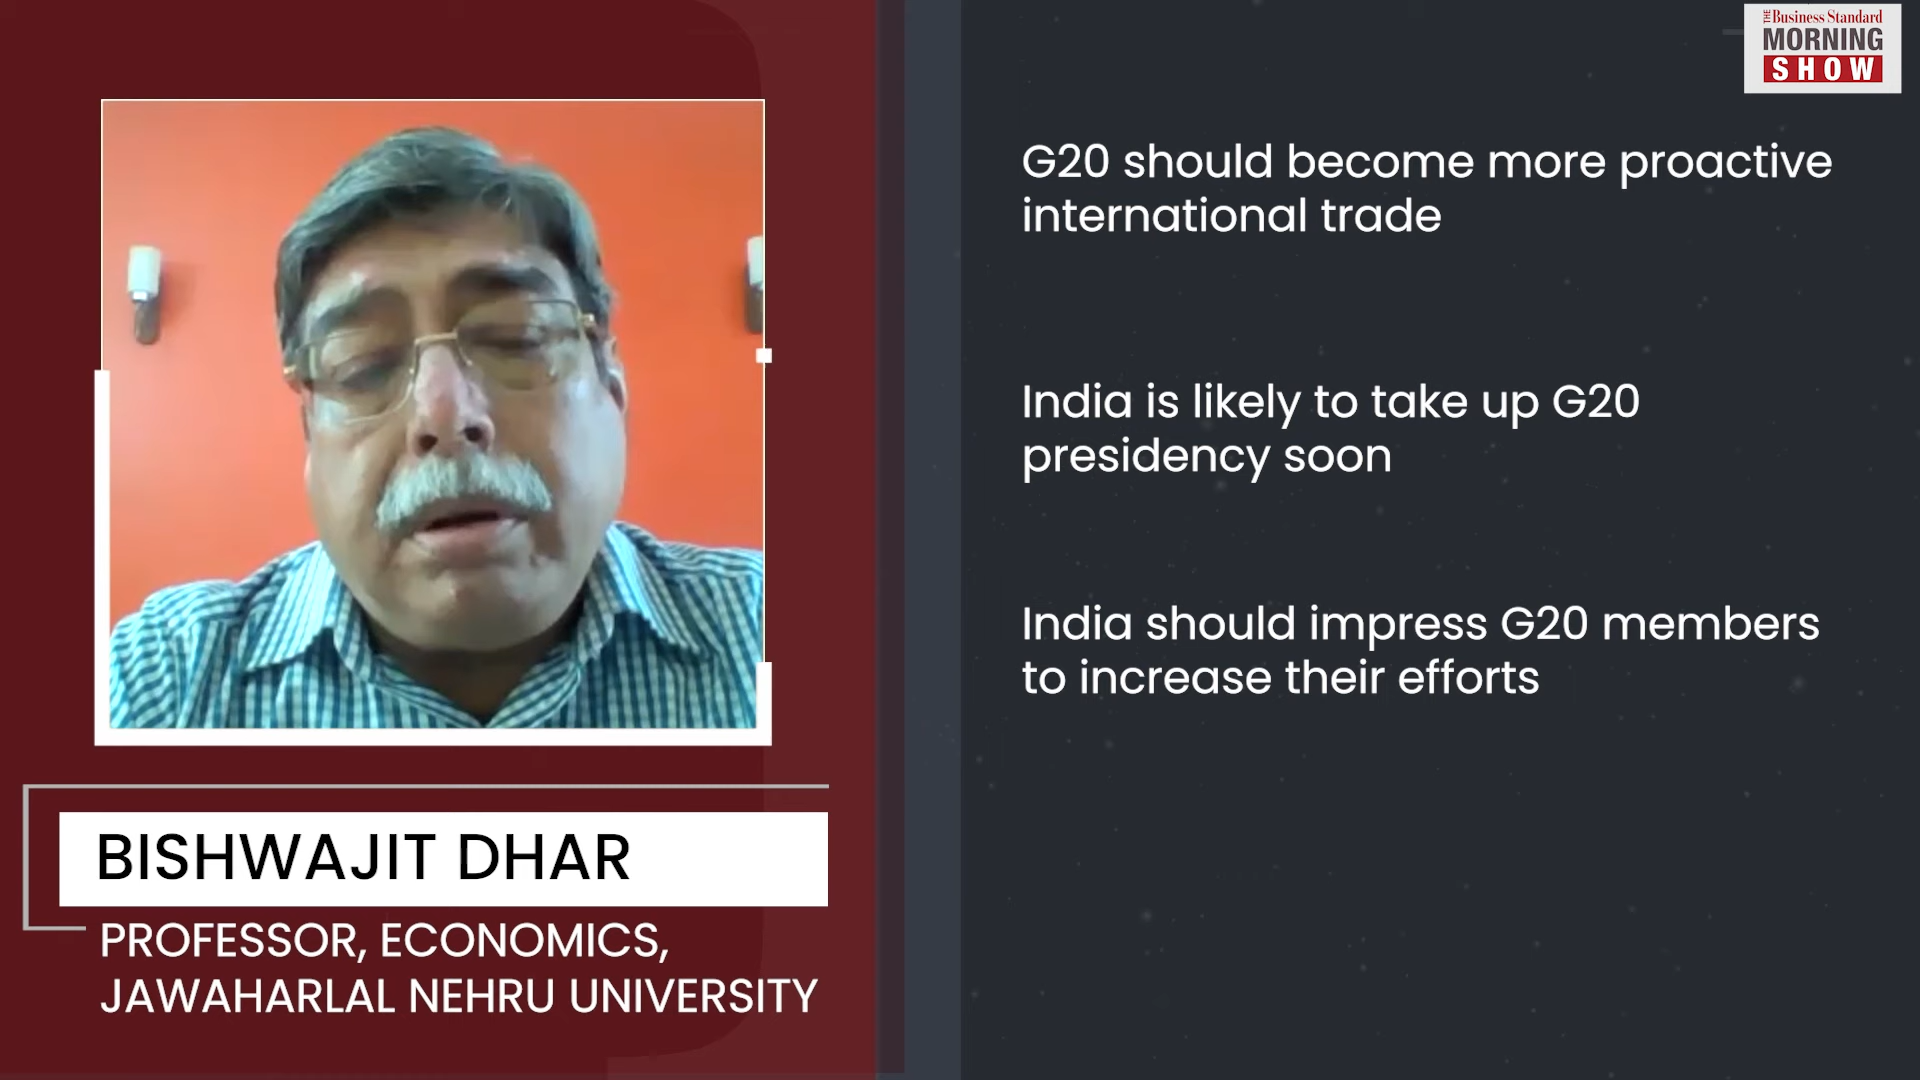 THE Business Standard
MORNING
SHOW
G20 should become more proactive
international trade
India is likely to take up G20
presidency soon
India should impress G20 members
to increase their efforts
BISHWAJIT DHAR
PROFESSOR, ECONOMICS,
JAWAHARLAL NEHRU UNIVERSITY